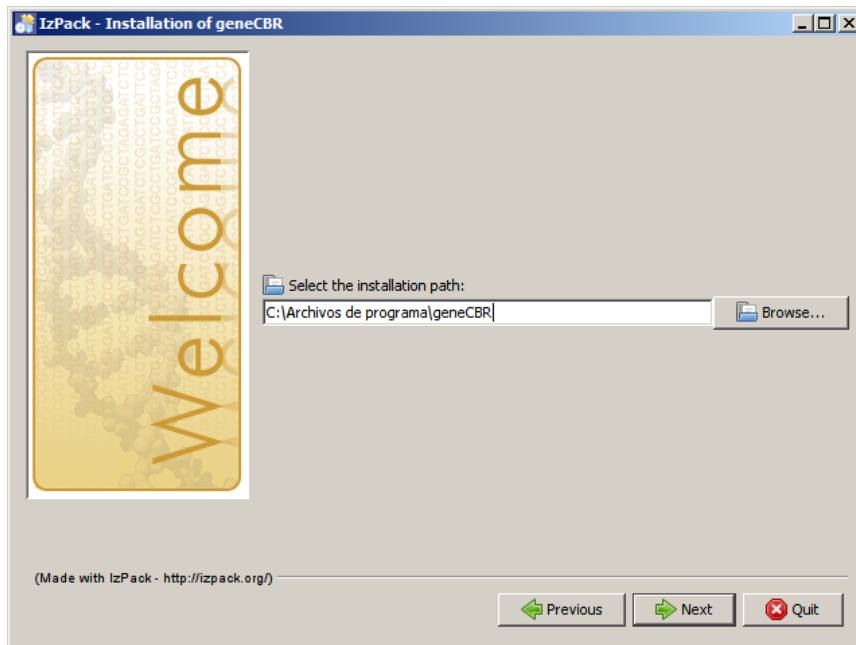 IzPack - Installation of geneCBR
Welcome
Select the installation path:
C:\Archivos de programa\geneCBR
Browse...
(Made with IzPack - http://izpack.org/)
Previous
Next
Quit